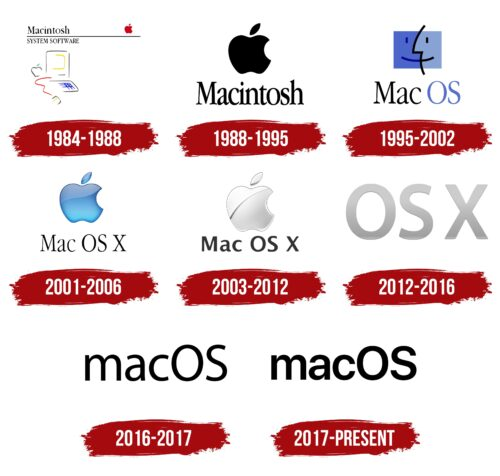 Macintosh
SYSTEM SOFTWARE
1984-1988
Macintosh
1988-1995
Mac OS
1995-2002
Mac OS X
2001-2006
Mac OS X
2003-2012
OS X
2012-2016
macOS
2016-2017
macOS
2017-PRESENT